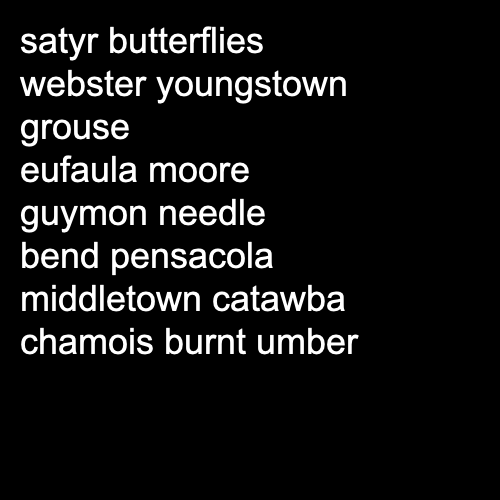 satyr butterflies
webster youngstown
grouse
eufaula moore
guymon needle
bend pensacola
middletown catawba
chamois burnt umber